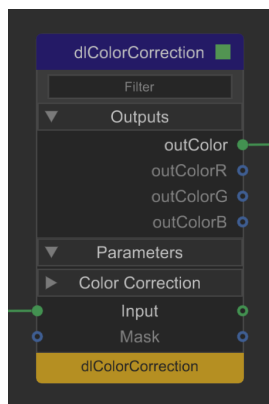 dlColorCorrection
Filter
Outputs
outColor
outColorR
outColorG
outColorB
Parameters
Color Correction
Input
Mask
dlColorCorrection